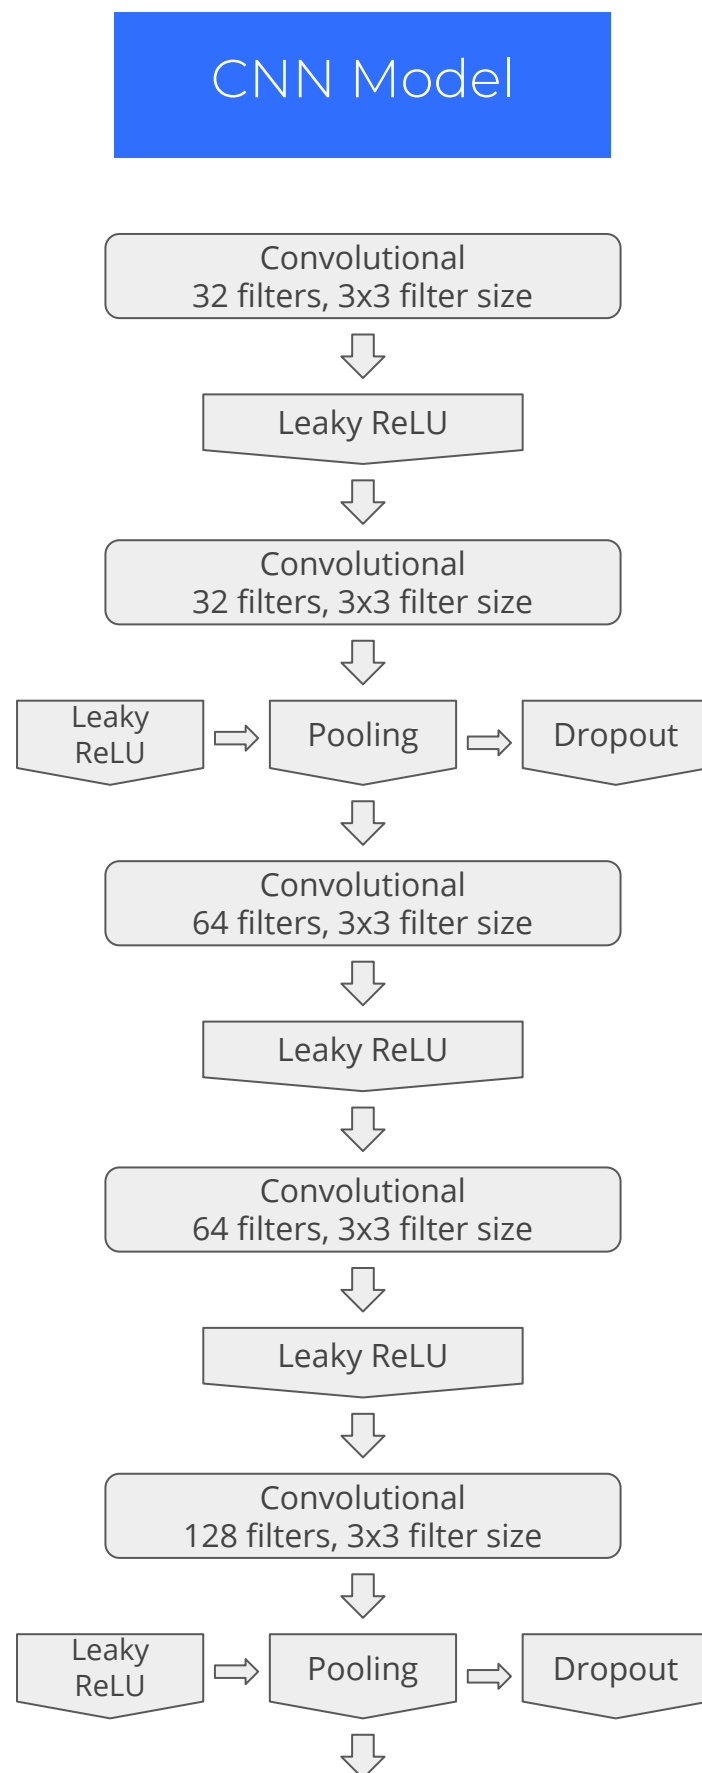 CNN Model
Convolutional
32 filters, 3x3 filter size
Leaky ReLU
Convolutional
32 filters, 3x3 filter size
Leaky
ReLU
Pooling
Dropout
Convolutional
64 filters, 3x3 filter size
Leaky ReLU
Convolutional
64 filters, 3x3 filter size
Leaky ReLU
Convolutional
128 filters, 3x3 filter size
Leaky
ReLU
Pooling
Dropout